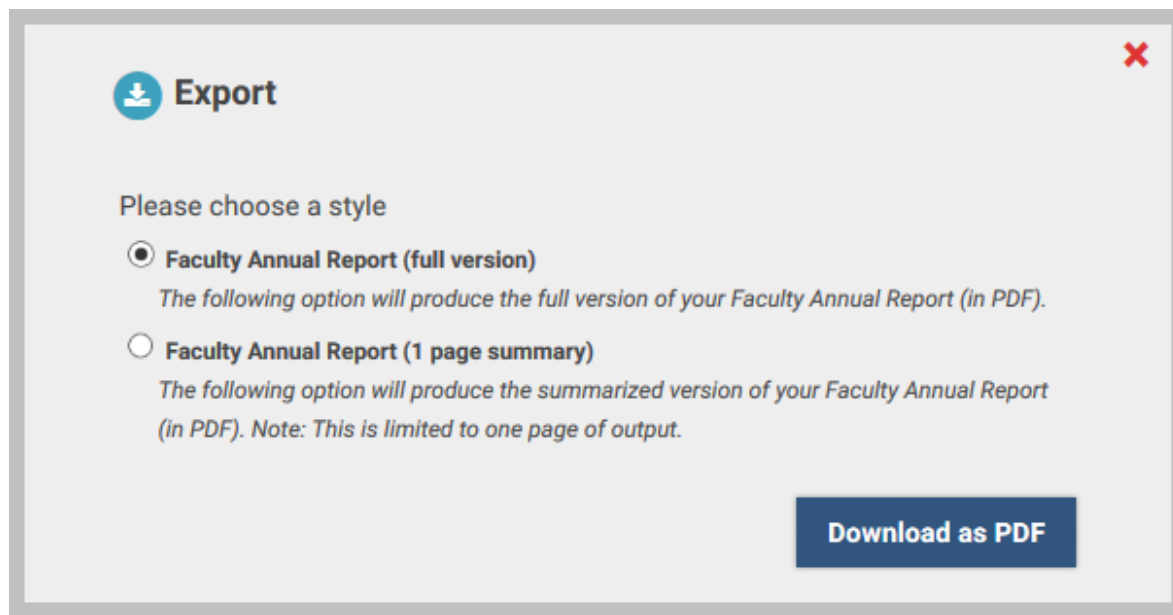 Export
Please choose a style
Faculty Annual Report (full version)
The following option will produce the full version of your Faculty Annual Report (in PDF).
Faculty Annual Report (1 page summary)
The following option will produce the summarized version of your Faculty Annual Report
(in PDF). Note: This is limited to one page of output.
Download as PDF